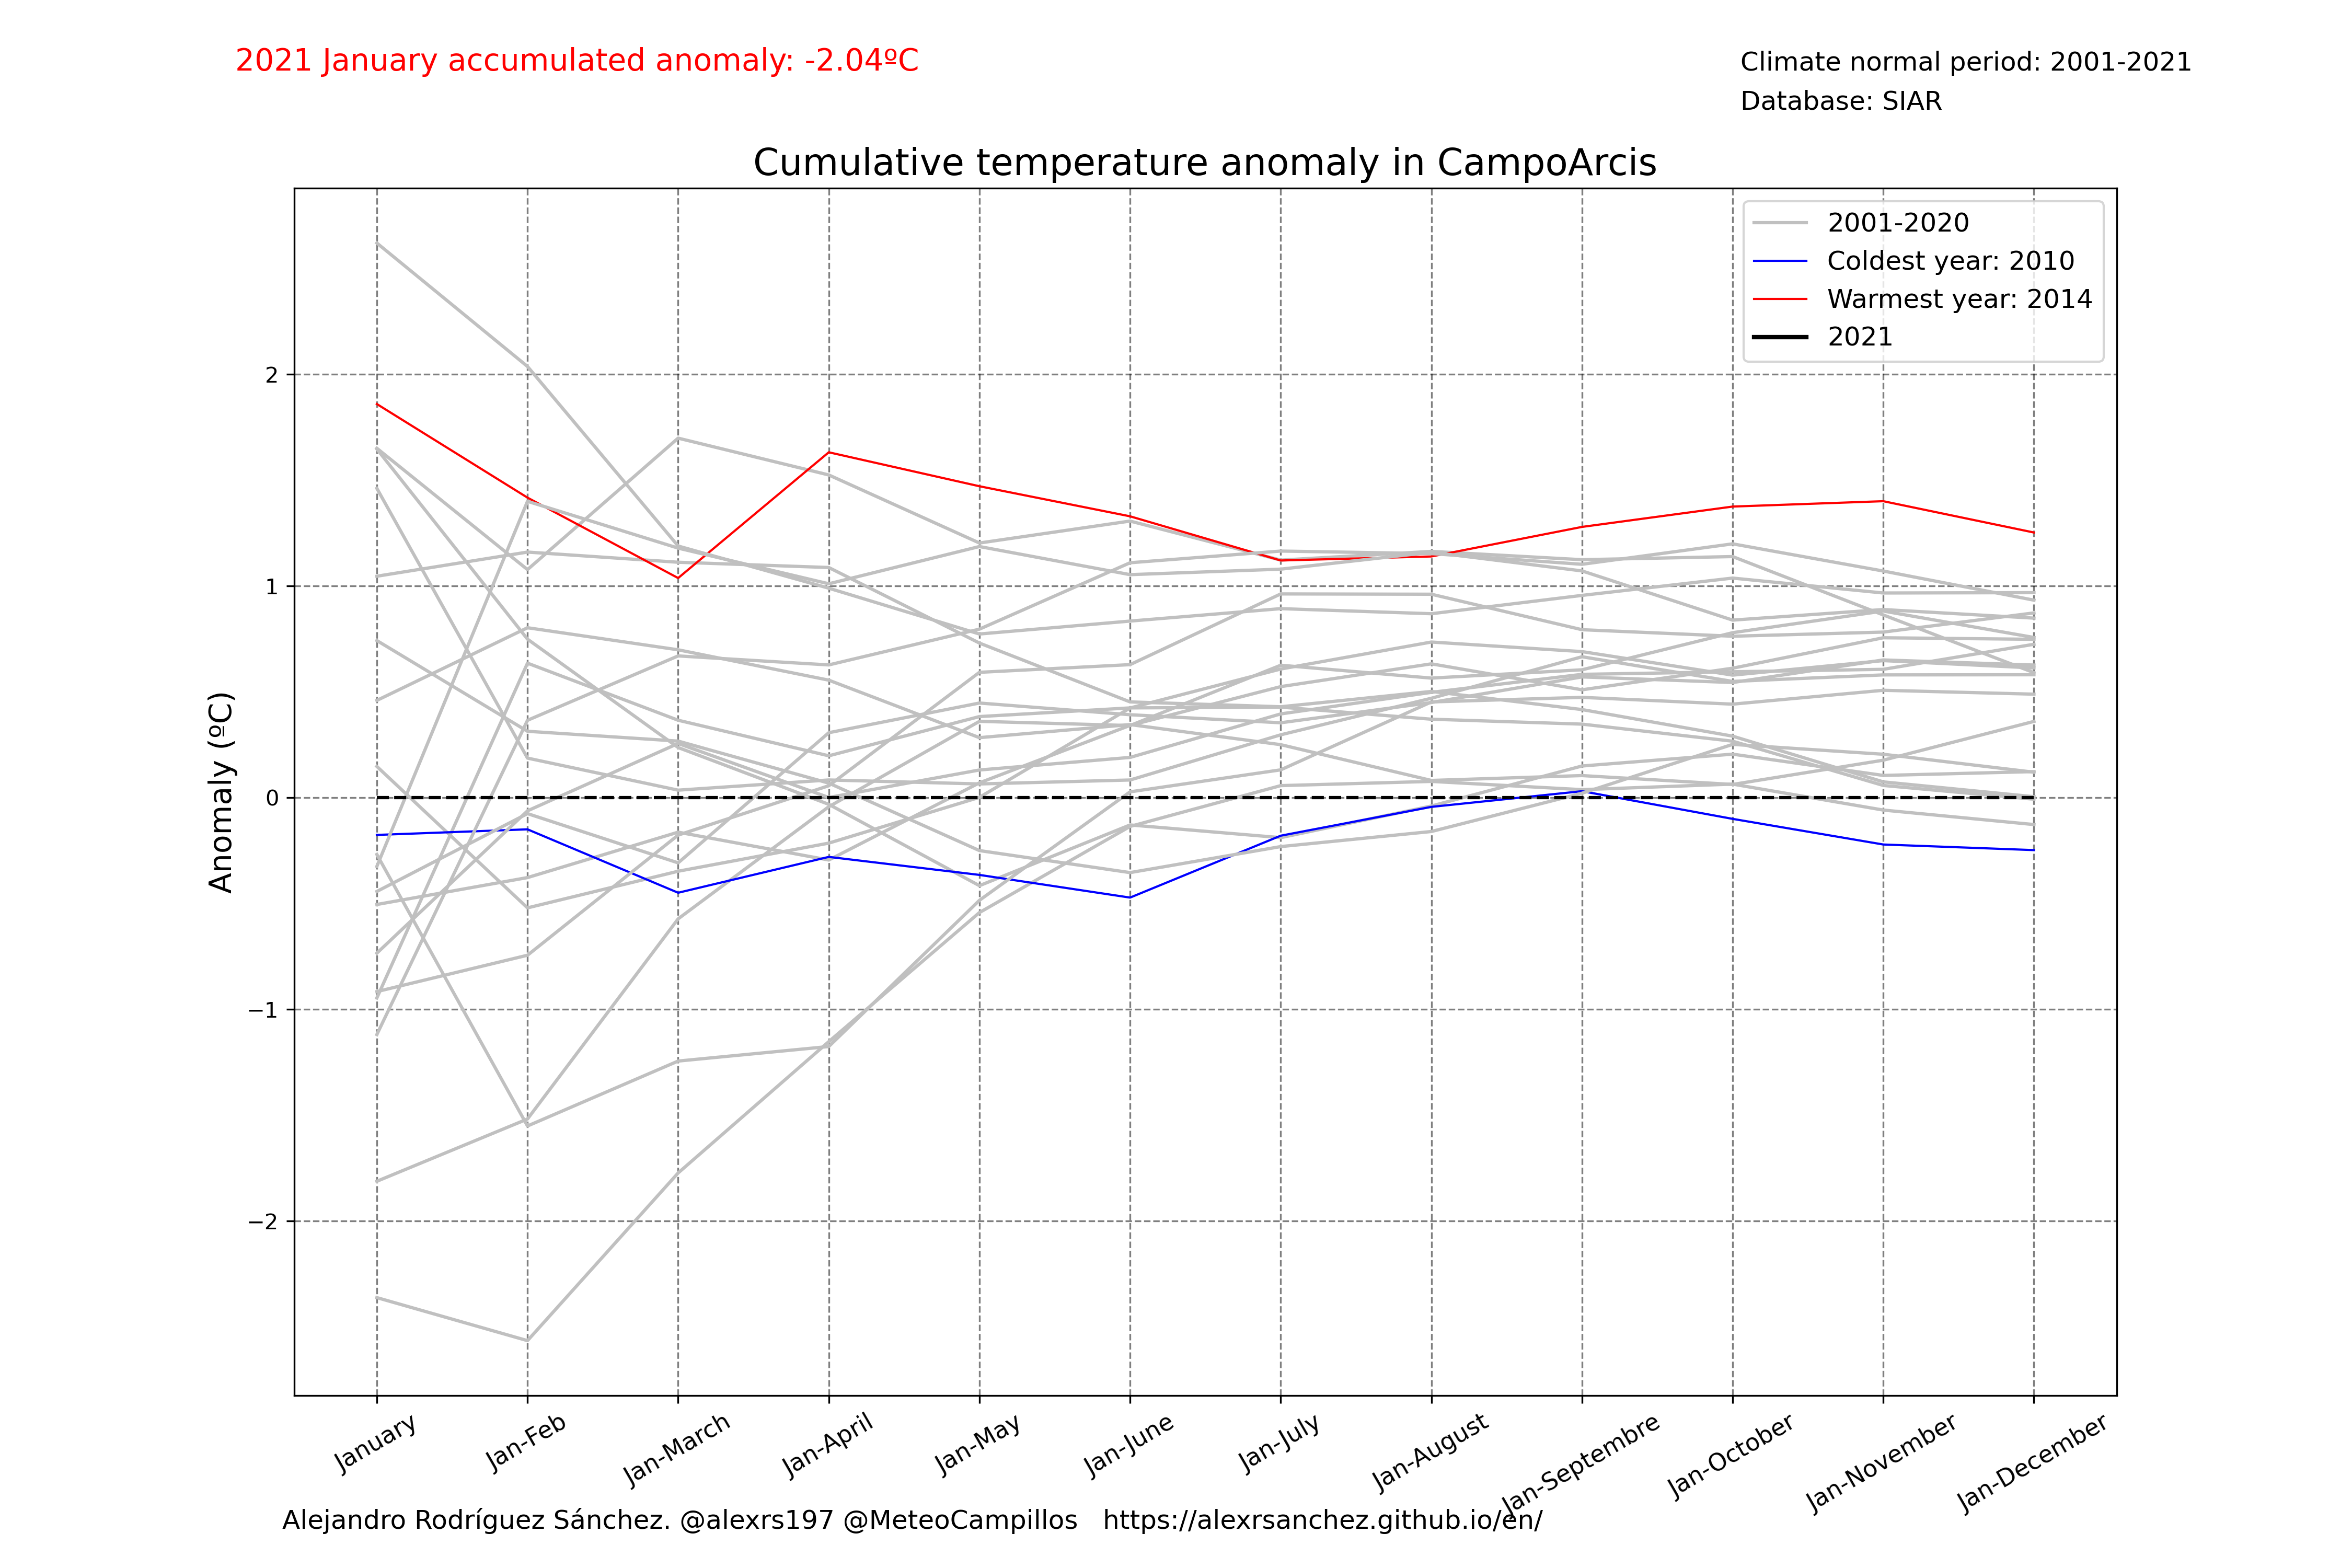 2021 January accumulated anomaly: -2.04ºC
Climate normal period: 2001-2021
Database: SIAR
Cumulative temperature anomaly in CampoArcis
2001-2020
Coldest year: 2010
Warmest year: 2014
2021
Anomaly (ºC)
2
1
0
−1
−2
January
Jan-Feb
Jan-March
Jan-April
Jan-May
Jan-June
Jan-July
Jan-August
Jan-Septembre
Jan-October
Jan-November
Jan-December
Alejandro Rodríguez Sánchez. @alexrs197 @MeteoCampillos   https://alexrsanchez.github.io/en/